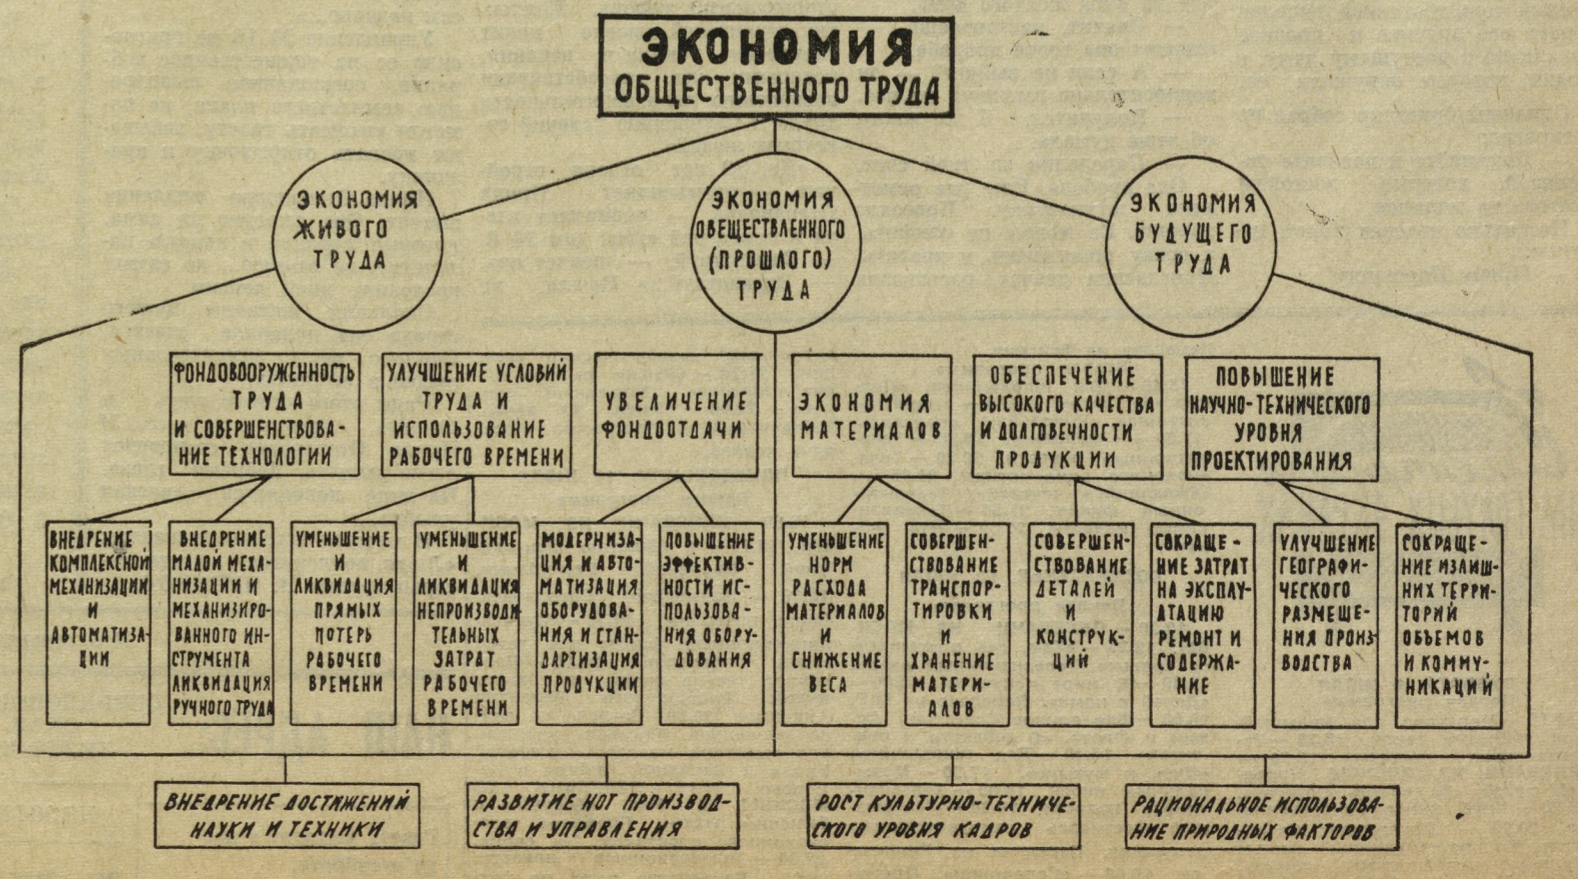 ЭКОНОМИЯ
ОБЩЕСТВЕННОГО ТРУДА
ЭКОНОМИЯ
ЖИВОГО
ТРУДА
ЭКОНОМИЯ
ОВЕЩЕСТВЛЕННОГО
(ПРОШЛОГО)
ТРУДА
ЭКОНОМИЯ
БУДУЩЕГО
ТРУДА
ФОНДОВООРУЖЕННОСТЬ
ТРУДА
И СОВЕРШЕНСТВОВА-
НИЕ ТЕХНОЛОГИИ
УЛУЧШЕНИЕ УСЛОВИЙ
ТРУДА И
ИСПОЛЬЗОВАНИЕ
РАБОЧЕГО ВРЕМЕНИ
УВЕЛИЧЕНИЕ
ФОНДООТДАЧИ
ЭКОНОМИЯ
МАТЕРИАЛОВ
ОБЕСПЕЧЕНИЕ
ВЫСОКОГО КАЧЕСТВА
И ДОЛГОВЕЧНОСТИ
ПРОДУКЦИИ
ПОВЫШЕНИЕ
НАУЧНО-ТЕХНИЧЕСКОГО
УРОВНЯ
ПРОЕКТИРОВАНИЯ
ВНЕДРЕНИЕ
КОМПЛЕКСНОЙ
МЕХАНИЗАЦИИ
И
АВТОМАТИЗА-
ЦИИ
ВНЕДРЕНИЕ
МАЛОЙ МЕХА-
НИЗАЦИИ И
МЕХАНИЗИРО-
ВАННОГО ИН-
СТРУМЕНТА
ЛИКВИДАЦИЯ
РУЧНОГО ТРУДА
УМЕНЬШЕНИЕ
И
ЛИКВИДАЦИЯ
ПРЯМЫХ
ПОТЕРЬ
РАБОЧЕГО
ВРЕМЕНИ
УМЕНЬШЕНИЕ
И
ЛИКВИДАЦИЯ
НЕПРОИЗВОДИ
ТЕЛЬНЫХ
ЗАТРАТ
РАБОЧЕГО
ВРЕМЕНИ
МОДЕРНИЗА-
ЦИЯ И АВТО-
МАТИЗАЦИЯ
ОБОРУДОВА-
НИЯ И СТАН-
ДАРТИЗАЦИЯ
ПРОДУКЦИИ
ПОВЫШЕНИЕ
ЭФФЕКТИВ-
НОСТИ ИС-
ПОЛЬЗОВА-
НИЯ ОБОРУ-
ДОВАНИЯ
УМЕНЬШЕНИЕ
НОРМ
РАСХОДА
МАТЕРИАЛОВ
И
СНИЖЕНИЕ
ВЕСА
СОВЕРШЕН-
СТВОВАНИЕ
ТРАНСПОР-
ТИРОВКИ
И
ХРАНЕНИЕ
МАТЕРИ-
АЛОВ
СОВЕРШЕН-
СТВОВАНИЕ
ДЕТАЛЕЙ
И
КОНСТРУК-
ЦИЙ
СОКРАЩЕ-
НИЕ ЗАТРАТ
НА ЭКСПЛУ-
АТАЦИЮ
РЕМОНТ И
СОДЕРЖА-
НИЕ
УЛУЧШЕНИЕ
ГЕОГРАФИ-
ЧЕСКОГО
РАЗМЕЩЕ-
НИЯ ПРОИЗ-
ВОДСТВА
СОКРАЩЕ-
НИЕ ИЗЛИШ-
НИХ ТЕРРИ-
ТОРИЙ
ОБЪЕМОВ
И КОММУ-
НИКАЦИЙ
ВНЕДРЕНИЕ ДОСТИЖЕНИЙ
НАУКИ И ТЕХНИКИ
РАЗВИТИЕ НОТ ПРОИЗВОД-
СТВА И УПРАВЛЕНИЯ
РОСТ КУЛЬТУРНО-ТЕХНИЧЕ-
СКОГО УРОВНЯ КАДРОВ
РАЦИОНАЛЬНОЕ ИСПОЛЬЗОВА-
НИЕ ПРИРОДНЫХ ФАКТОРОВ